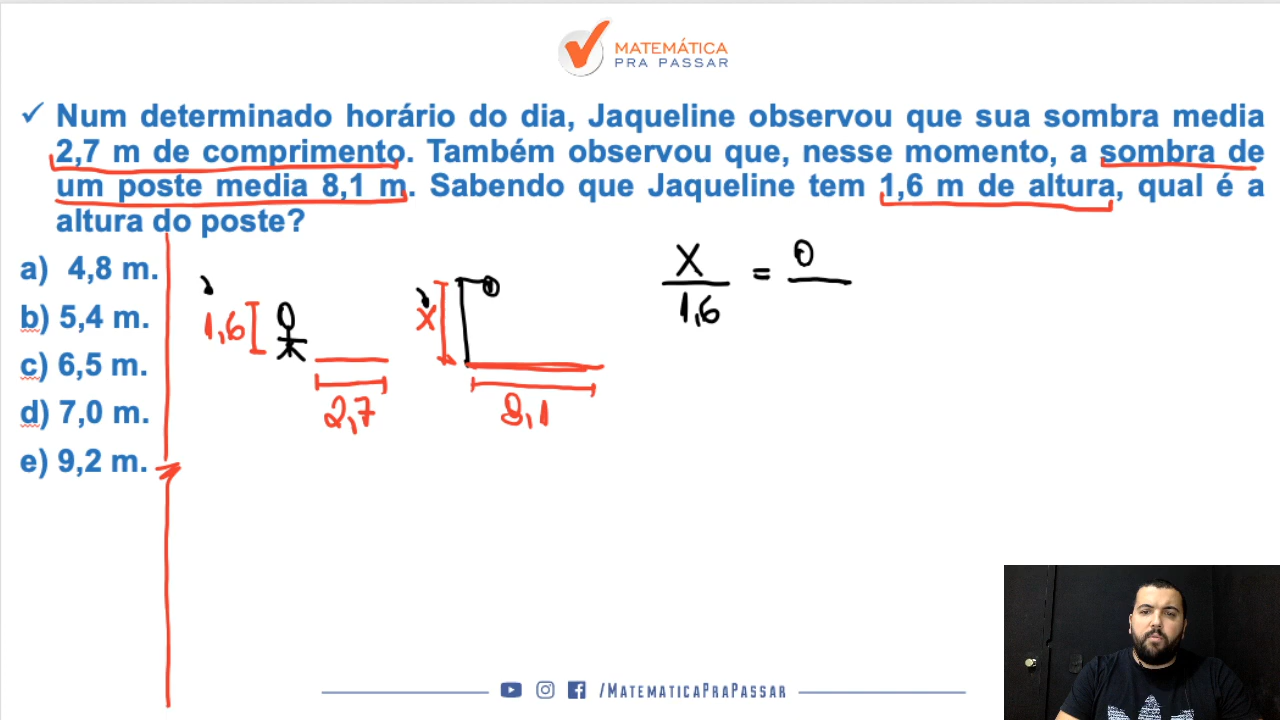 MATEMÁTICA
PRA PASSAR
✓ Num determinado horário do dia, Jaqueline observou que sua sombra media
2,7 m de comprimento. Também observou que, nesse momento, a sombra de
um poste media 8,1 m. Sabendo que Jaqueline tem 1,6 m de altura, qual é a
altura do poste?
a) 4,8 m.
b) 5,4 m.
c) 6,5 m.
d) 7,0 m.
e) 9,2 m.
1,6
2,7
x
8,1
x
1,6
=
/MATEMATICAPRAPASSAR